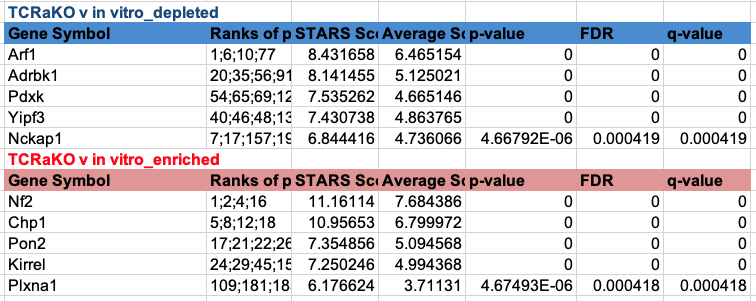 TCRaKO v in vitro_depleted
Gene Symbol Ranks of p STARS Sco Average Sc p-value FDR q-value
Arf1 1;6;10;77 8.431658 6.465154 0 0 0
Adrbk1 20;35;56;91 8.141455 5.125021 0 0 0
Pdxk 54;65;69;12 7.535262 4.665146 0 0 0
Yipf3 40;46;48;13 7.430738 4.863765 0 0 0
Nckap1 7;17;157;19 6.844416 4.736066 4.66792E-06 0.000419 0.000419
TCRaKO v in vitro_enriched
Gene Symbol Ranks of p STARS Sco Average Sc p-value FDR q-value
Nf2 1;2;4;16 11.16114 7.684386 0 0 0
Chp1 5;8;12;18 10.95653 6.799972 0 0 0
Pon2 17;21;22;26 7.354856 5.094568 0 0 0
Kirrel 24;29;45;15 7.250246 4.994368 0 0 0
Plxna1 109;181;18 6.176624 3.71131 4.67493E-06 0.000418 0.000418